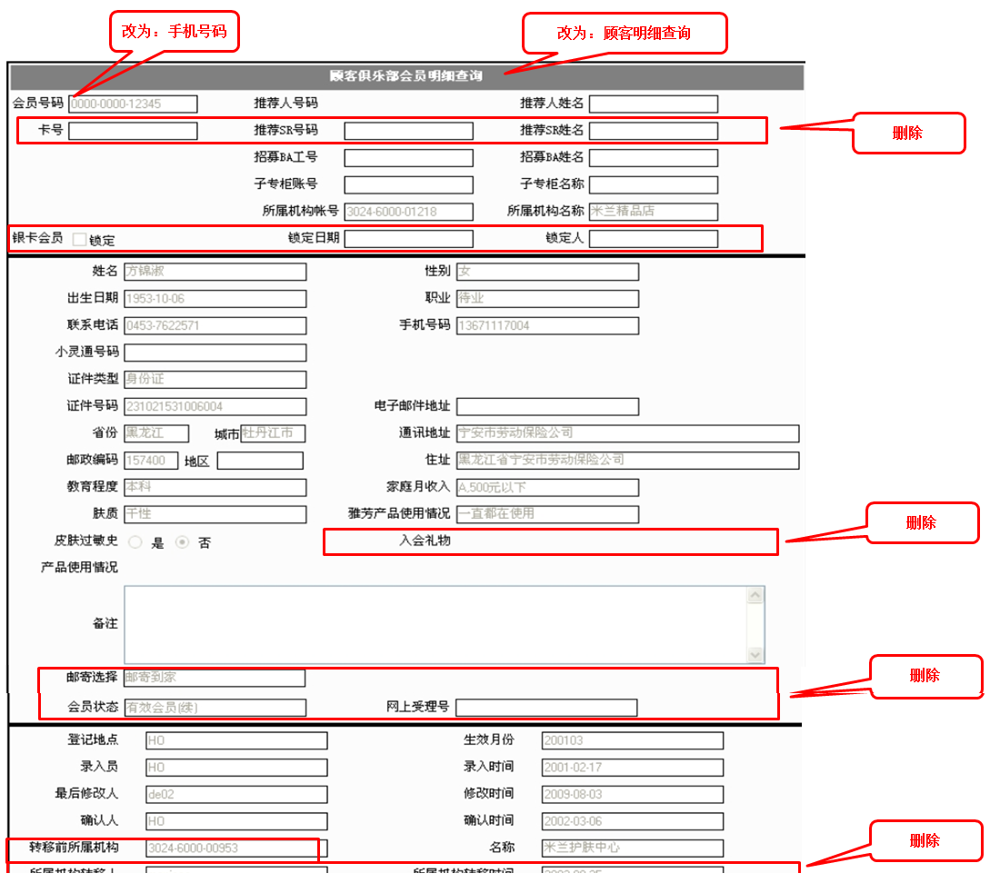 改为：手机号码
改为：顾客明细查询
顾客俱乐部会员明细查询
会员号码 0000-0000-12345 推荐人号码 推荐人姓名
卡号 推荐SR号码 推荐SR姓名
删除
招募BA工号 招募BA姓名
子专柜账号 子专柜名称
所属机构帐号 3024-6000-01218 所属机构名称 米兰精品店
银卡会员 锁定 锁定日期 锁定人
姓名 方锦淑 性别 女
出生日期 1953-10-06 职业 待业
联系电话 0453-7622571 手机号码 13671117004
小灵通号码
证件类型 身份证
证件号码 231021531006004 电子邮件地址
省份 黑龙江 城市 牡丹江市 通讯地址 宁安市劳动保险公司
邮政编码 157400 地区 住址 黑龙江省宁安市劳动保险公司
教育程度 本科 家庭月收入 A,500元以下
肤质 干性 雅芳产品使用情况 一直都在使用
删除
皮肤过敏史 是 否 入会礼物
产品使用情况
备注
邮寄选择 邮寄到家
删除
会员状态 有效会员(续) 网上受理号
登记地点 HO 生效月份 200103
录入员 HO 录入时间 2001-02-17
最后修改人 de02 修改时间 2009-08-03
确认人 HO 确认时间 2002-03-06
转移前所属机构 3024-6000-00953 名称 米兰护肤中心
删除